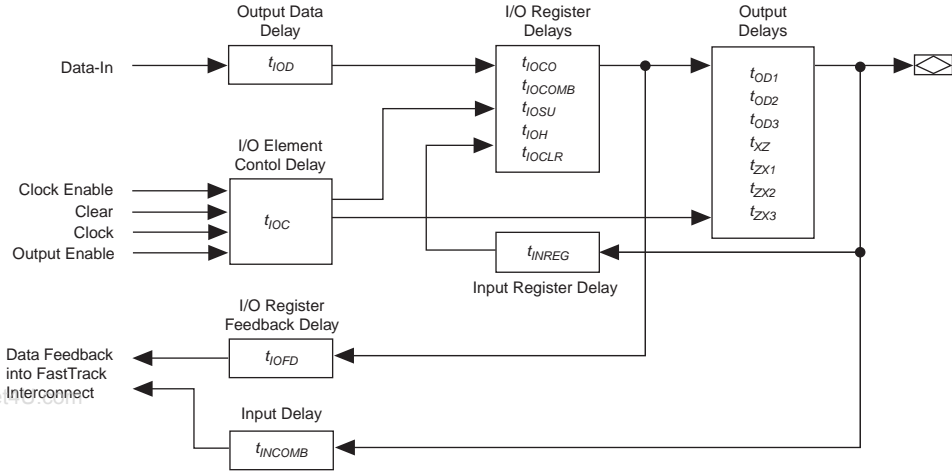 Output Data
Delay
I/O Register
Delays
Output
Delays
Data-In
tIOD
tIOCO
tIOCOMB
tIOSU
tIOH
tIOCLR
tOD1
tOD2
tOD3
tXZ
tZX1
tZX2
tZX3
I/O Element
Contol Delay
Clock Enable
Clear
Clock
Output Enable
tIOC
tINREG
Input Register Delay
I/O Register
Feedback Delay
tIOFD
Data Feedback
into FastTrack
Interconnect
Input Delay
tINCOMB